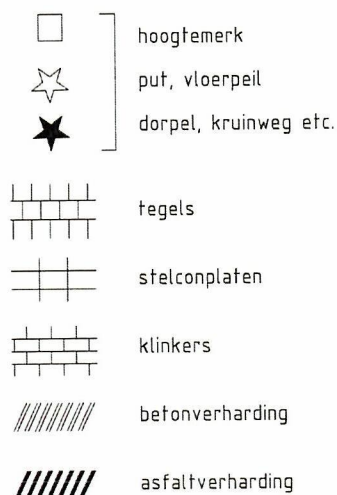 hoogtemerk
put, vloerpeil
dorpel, kruinweg etc.
tegels
stelconplaten
klinkers
betonverharding
asfaltverharding